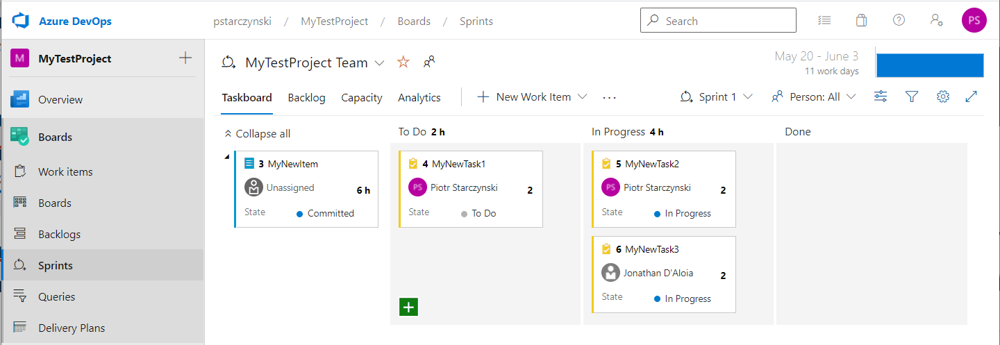 Azure DevOps
pstarczynski / MyTestProject / Boards / Sprints
Search
PS
M MyTestProject
Overview
Boards
Work items
Boards
Backlogs
Sprints
Queries
Delivery Plans
MyTestProject Team
May 20 - June 3
11 work days
Taskboard Backlog Capacity Analytics New Work Item ... Sprint 1 Person: All
Collapse all To Do 2 h In Progress 4 h Done
3 MyNewItem
Unassigned 6 h
State Committed
4 MyNewTask1
PS Piotr Starczynski 2
State To Do
5 MyNewTask2
PS Piotr Starczynski 2
State In Progress
6 MyNewTask3
Jonathan D'Aloia 2
State In Progress